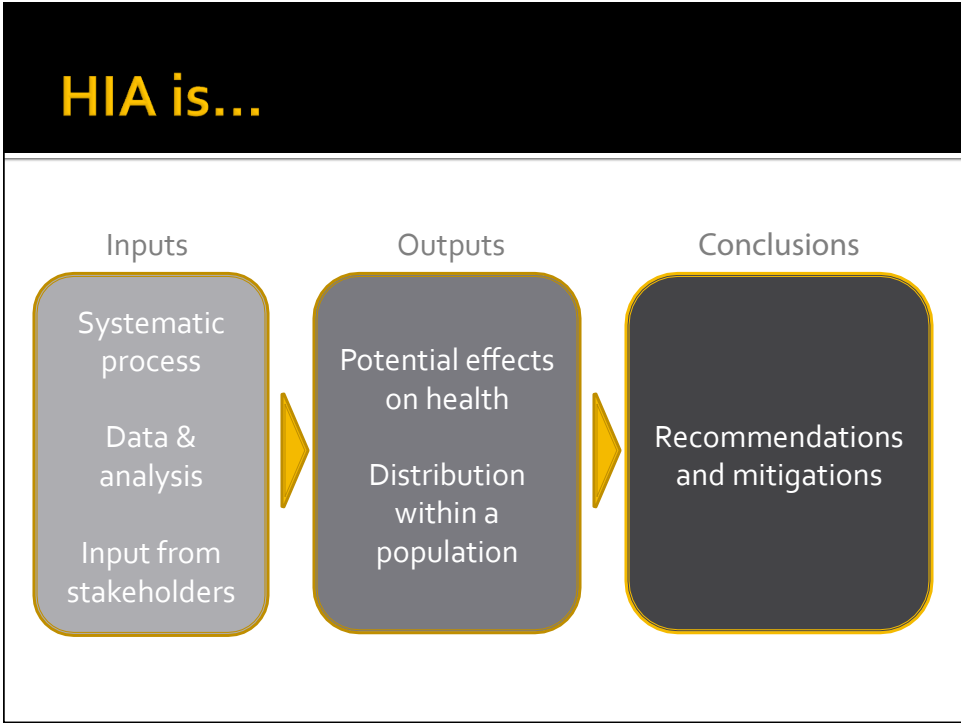 HIA is...
Inputs
Systematic
process
Data &
analysis
Input from
stakeholders
Outputs
Potential effects
on health
Distribution
within a
population
Conclusions
Recommendations
and mitigations